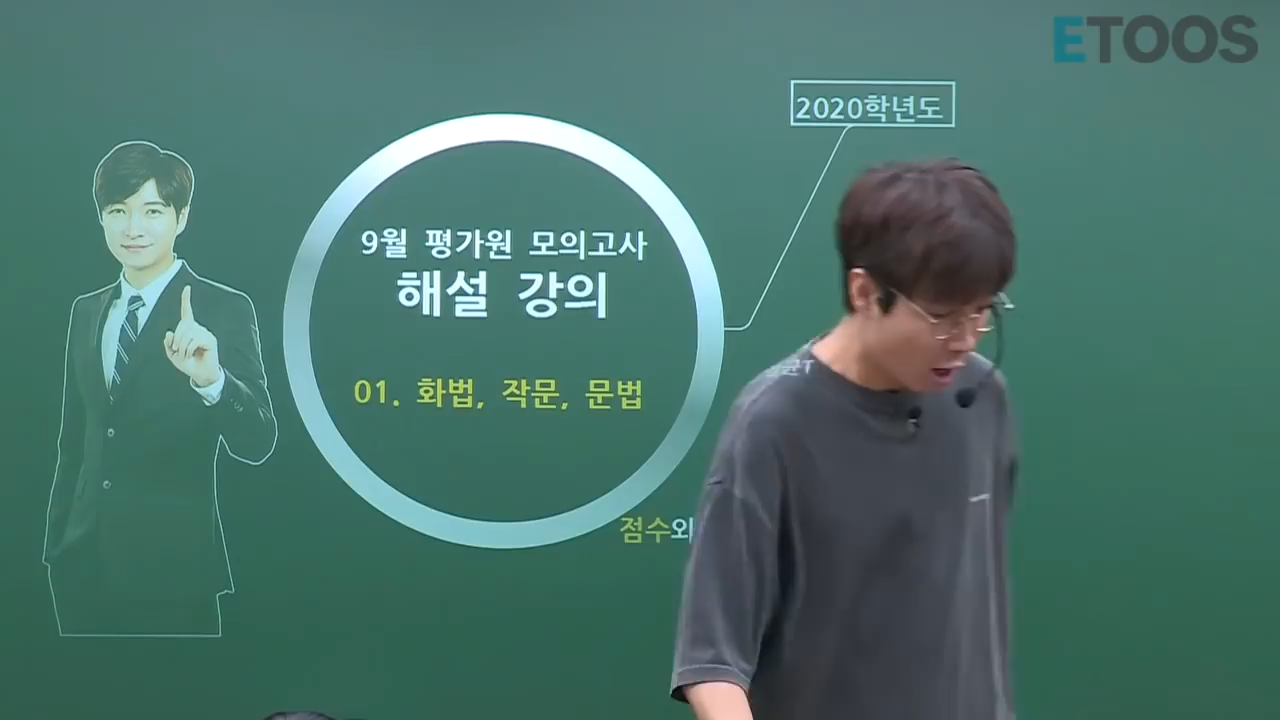 ETOOS
2020학년도
9월 평가원 모의고사
해설 강의
01. 화법, 작문, 문법
점수와